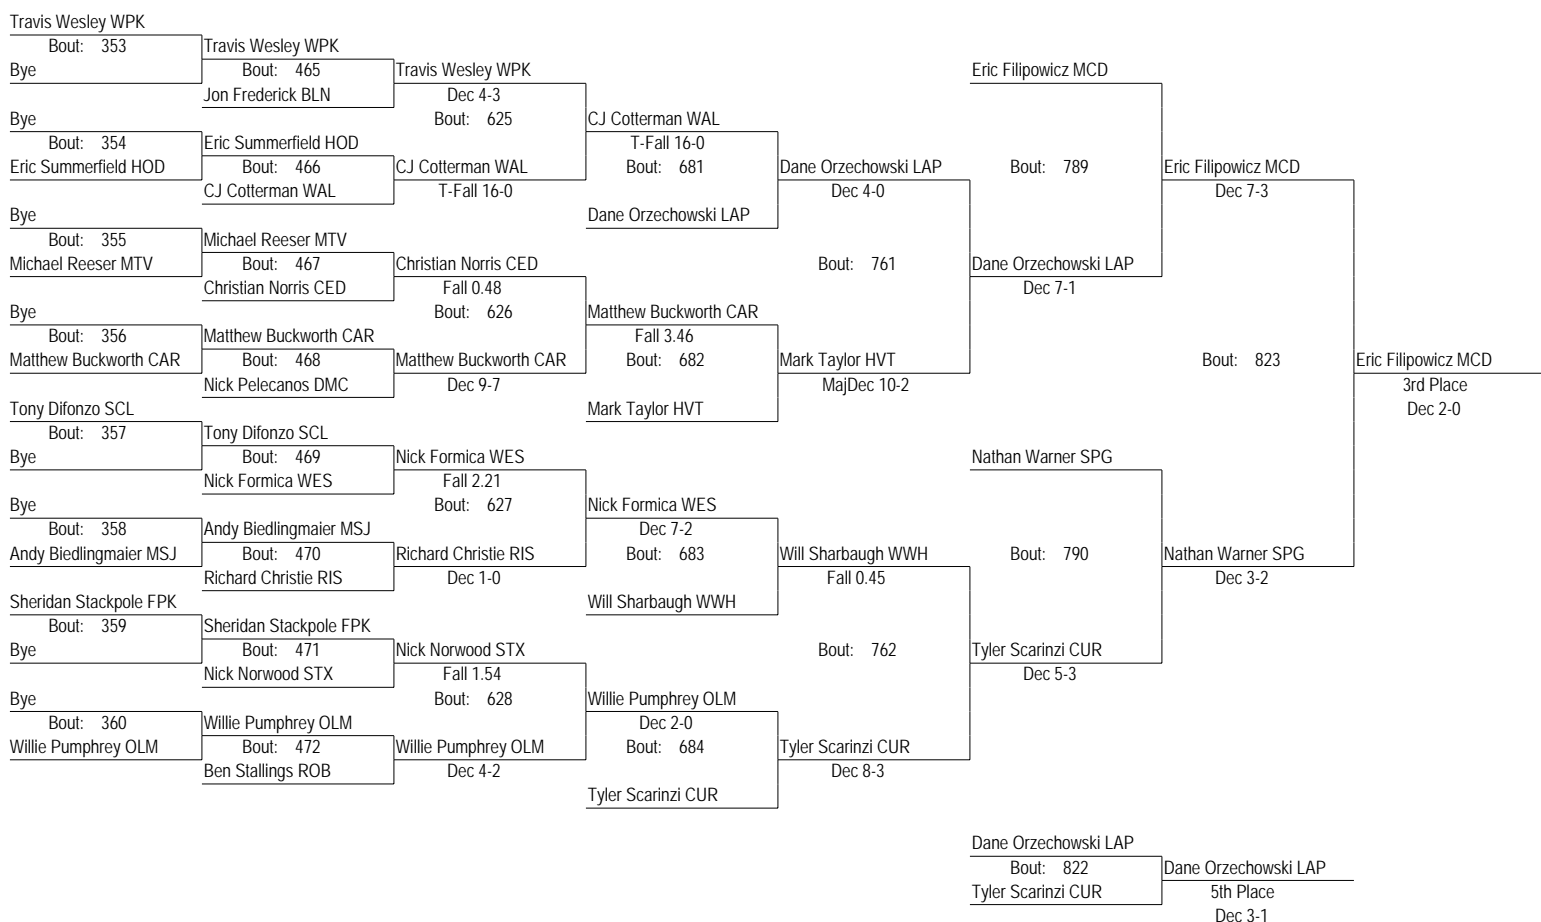 Travis Wesley WPK
Bout: 353
Bye
Bye
Bout: 354
Eric Summerfield HOD
Bye
Bout: 355
Michael Reeser MTV
Bye
Bout: 356
Matthew Buckworth CAR
Tony Difonzo SCL
Bout: 357
Bye
Bye
Bout: 358
Andy Biedlingmaier MSJ
Sheridan Stackpole FPK
Bout: 359
Bye
Bye
Bout: 360
Willie Pumphrey OLM
Travis Wesley WPK
Bout: 465
Jon Frederick BLN
Eric Summerfield HOD
Bout: 466
CJ Cotterman WAL
Michael Reeser MTV
Bout: 467
Christian Norris CED
Matthew Buckworth CAR
Bout: 468
Nick Pelecanos DMC
Tony Difonzo SCL
Bout: 469
Nick Formica WES
Andy Biedlingmaier MSJ
Bout: 470
Richard Christie RIS
Sheridan Stackpole FPK
Bout: 471
Nick Norwood STX
Willie Pumphrey OLM
Bout: 472
Ben Stallings ROB
Travis Wesley WPK
Dec 4-3
Bout: 625
CJ Cotterman WAL
T-Fall 16-0
Christian Norris CED
Fall 0.48
Bout: 626
Matthew Buckworth CAR
Dec 9-7
Nick Formica WES
Fall 2.21
Bout: 627
Richard Christie RIS
Dec 1-0
Nick Norwood STX
Fall 1.54
Bout: 628
Willie Pumphrey OLM
Dec 4-2
CJ Cotterman WAL
T-Fall 16-0
Bout: 681
Dane Orzechowski LAP
Matthew Buckworth CAR
Fall 3.46
Bout: 682
Mark Taylor HVT
Nick Formica WES
Dec 7-2
Bout: 683
Will Sharbaugh WWH
Willie Pumphrey OLM
Dec 2-0
Bout: 684
Tyler Scarinzi CUR
Dane Orzechowski LAP
Dec 4-0
Bout: 761
Mark Taylor HVT
MajDec 10-2
Will Sharbaugh WWH
Fall 0.45
Bout: 762
Tyler Scarinzi CUR
Dec 8-3
Eric Filipowicz MCD
Bout: 789
Dane Orzechowski LAP
Dec 7-1
Nathan Warner SPG
Bout: 790
Tyler Scarinzi CUR
Dec 5-3
Eric Filipowicz MCD
Dec 7-3
Bout: 823
Nathan Warner SPG
Dec 3-2
Eric Filipowicz MCD
3rd Place
Dec 2-0
Dane Orzechowski LAP
Bout: 822
Tyler Scarinzi CUR
Dane Orzechowski LAP
5th Place
Dec 3-1